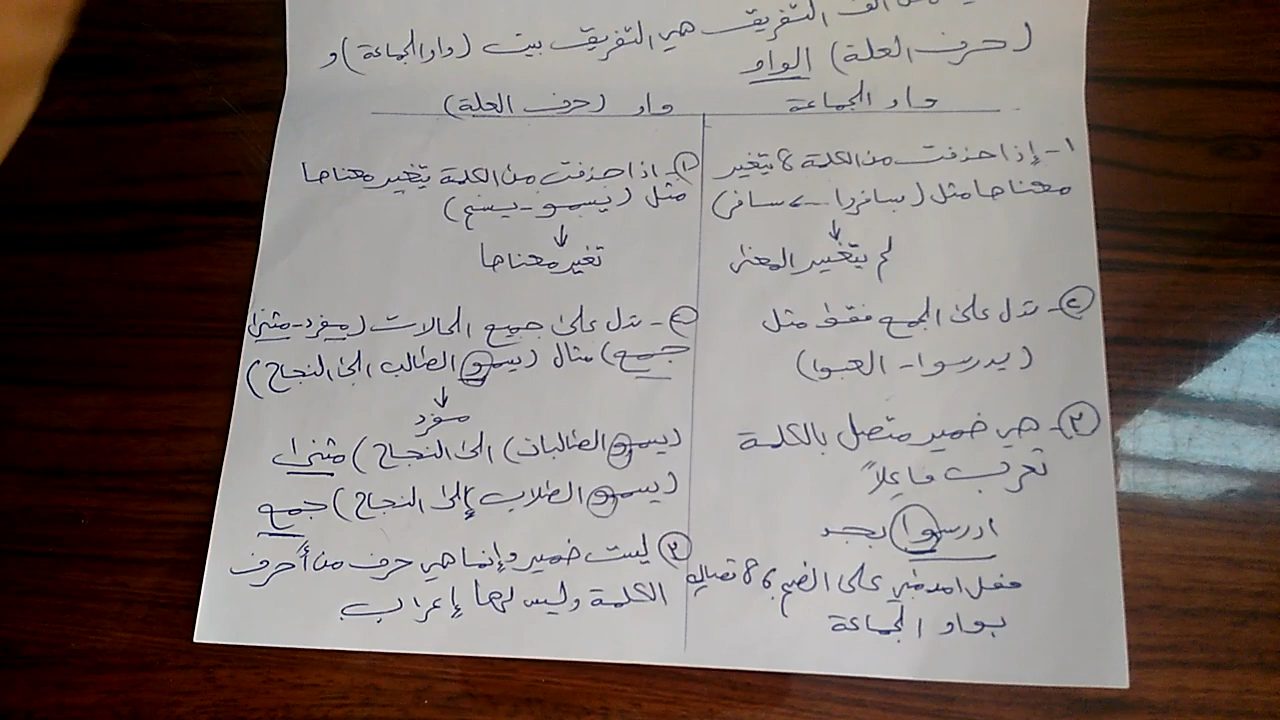 الف التفريق هي التفريق بين (واو الجماعة) و
(حرف العلة) الواو
واو الجماعة
١- إذا حذفت من الكلمة لا يتغير
معناها مثل (سافروا -> سافر)
↓
لم يتغير المعنى
٢- تدل على الجمع فقط مثل
(يدرسوا - العبوا)
٣- هي ضمير متصل بالكلمة
تعرب فاعلاً
ادرسوا بجد
فعل امر مبني على الضم لاتصاله
بواو الجماعة
واو (حرف العلة)
١- اذا حذفت من الكلمة يتغير معناها
مثل (يسمو - يسم)
↓
تغير معناها
٢- تدل على جميع الحالات (مفرد - مثنى
جمع) مثال (يسمو الطالب الى النجاح)
↓
مفرد
(يسمو الطالبان) الى النجاح) مثنى
(يسمو الطلاب إلى النجاح) جمع
٣ ليست ضمير وإنما هي حرف من أحرف
الكلمة وليس لها إعراب